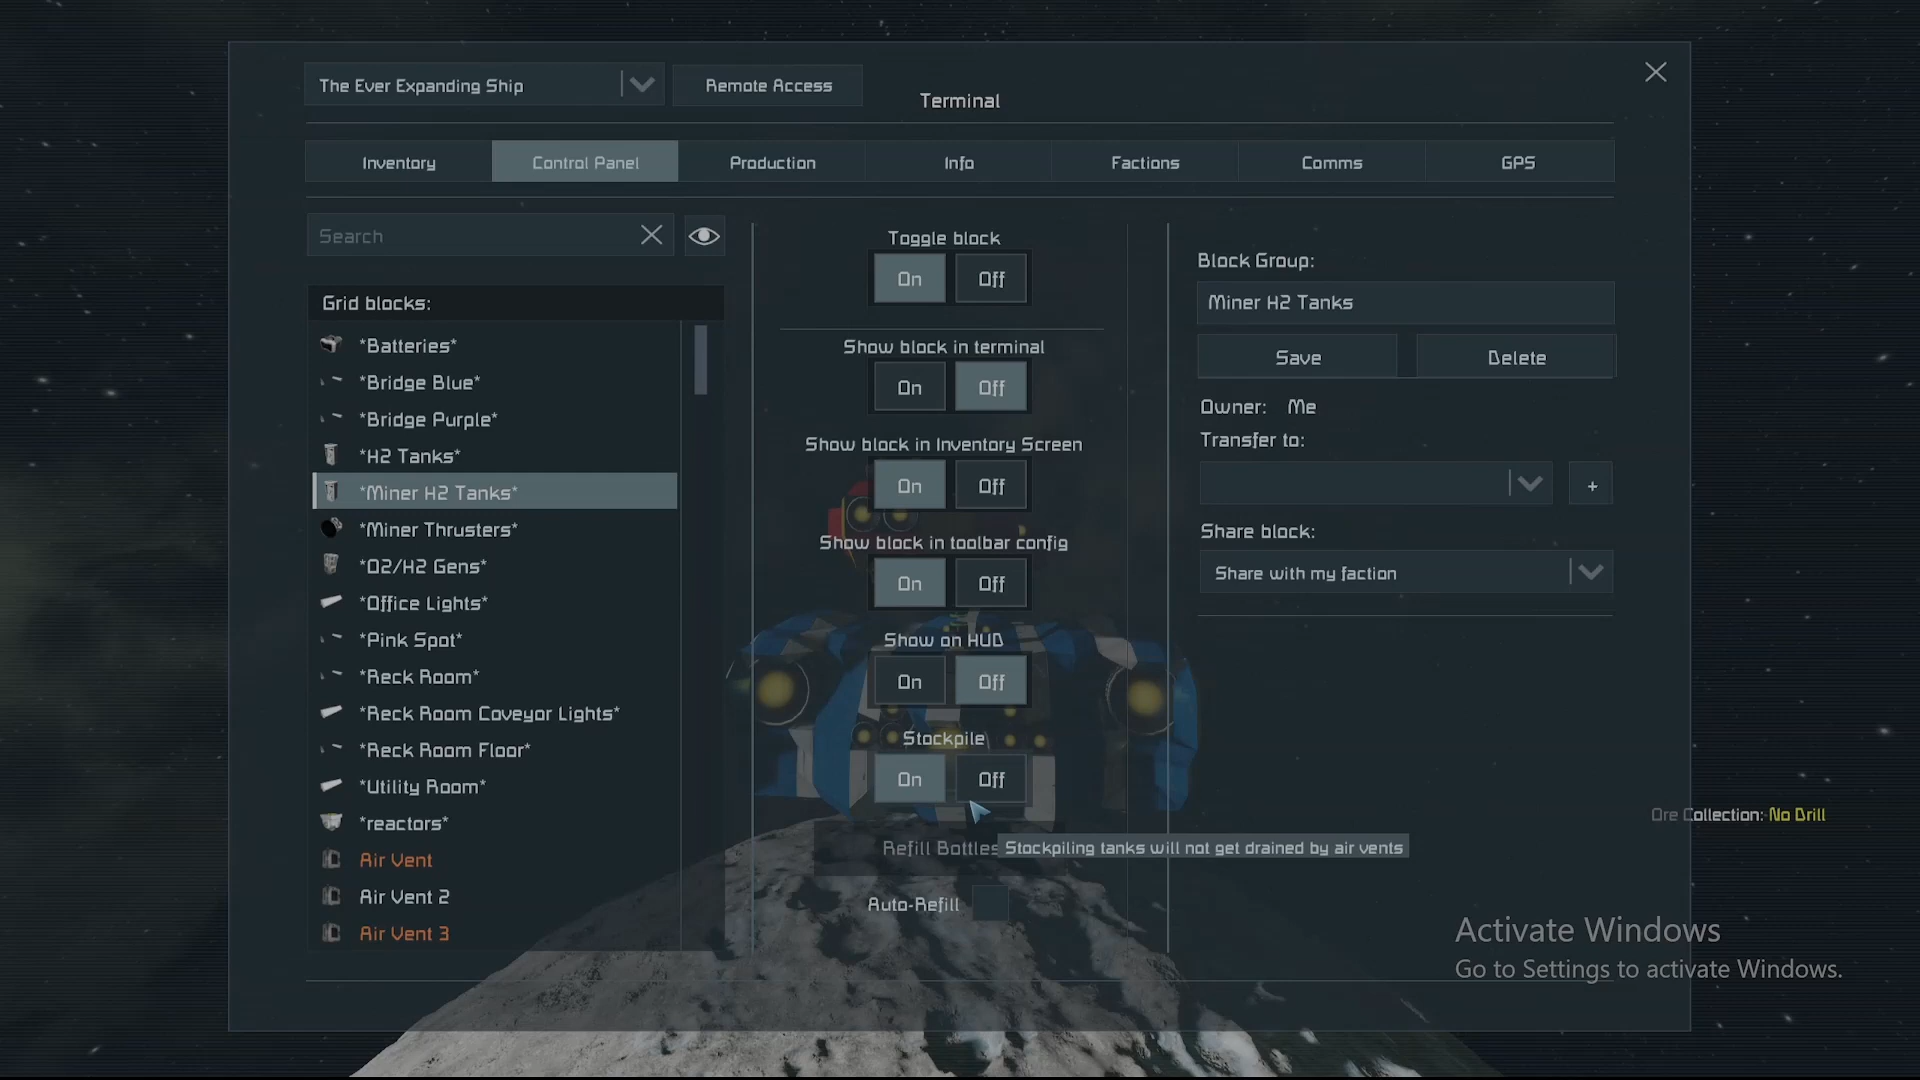 The Ever Expanding Ship
Remote Access
Terminal
Inventory
Control Panel
Production
Info
Factions
Comms
GPS
Search
Grid blocks:
*Batteries*
*Bridge Blue*
*Bridge Purple*
*H2 Tanks*
*Miner H2 Tanks*
*Miner Thrusters*
*O2/H2 Gens*
*Office Lights*
*Pink Spot*
*Reck Room*
*Reck Room Coveyor Lights*
*Reck Room Floor*
*Utility Room*
*reactors*
Air Vent
Air Vent 2
Air Vent 3
Toggle block
On Off
Show block in terminal
On Off
Show block in Inventory Screen
On Off
Show block in toolbar config
On Off
Show on HUD
On Off
Stockpile
On Off
Refill Bottles
Stockpiling tanks will not get drained by air vents
Auto-Refill
Block Group:
Miner H2 Tanks
Save
Delete
Owner: Me
Transfer to:
+
Share block:
Share with my faction
Ore Collection: No Drill
Activate Windows
Go to Settings to activate Windows.